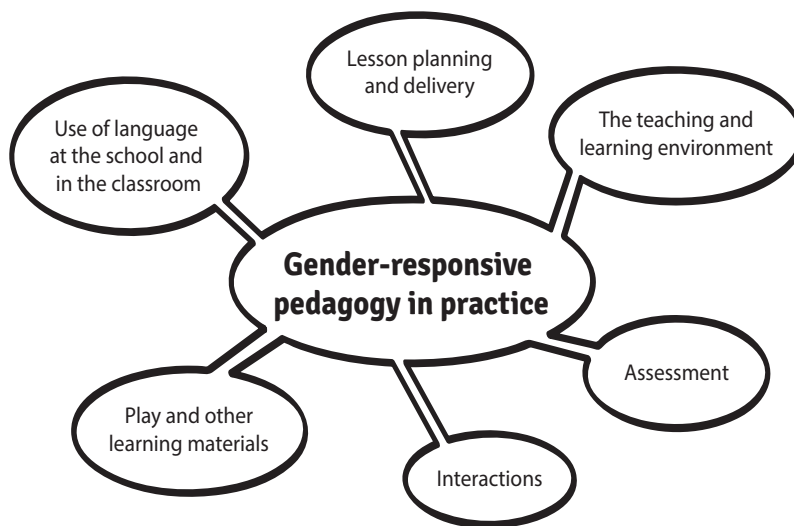 Lesson planning
and delivery
Use of language
at the school and
in the classroom
The teaching and
learning environment
Gender-responsive
pedagogy in practice
Assessment
Play and other
learning materials
Interactions